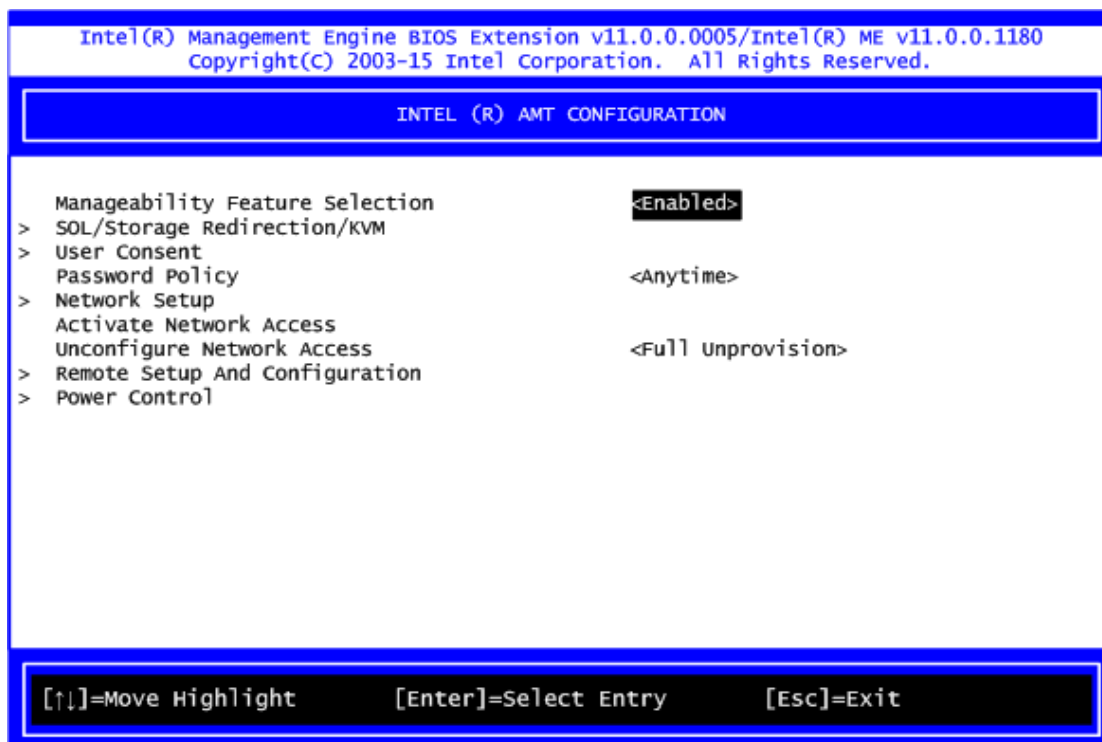 Intel(R) Management Engine BIOS Extension v11.0.0.0005/Intel(R) ME v11.0.0.1180
Copyright(C) 2003-15 Intel Corporation. All Rights Reserved.
INTEL (R) AMT CONFIGURATION
Manageability Feature Selection <Enabled>
> SOL/Storage Redirection/KVM
> User Consent
Password Policy <Anytime>
> Network Setup
Activate Network Access
Unconfigure Network Access <Full Unprovision>
> Remote Setup And Configuration
> Power Control
[↑↓]=Move Highlight [Enter]=Select Entry [Esc]=Exit